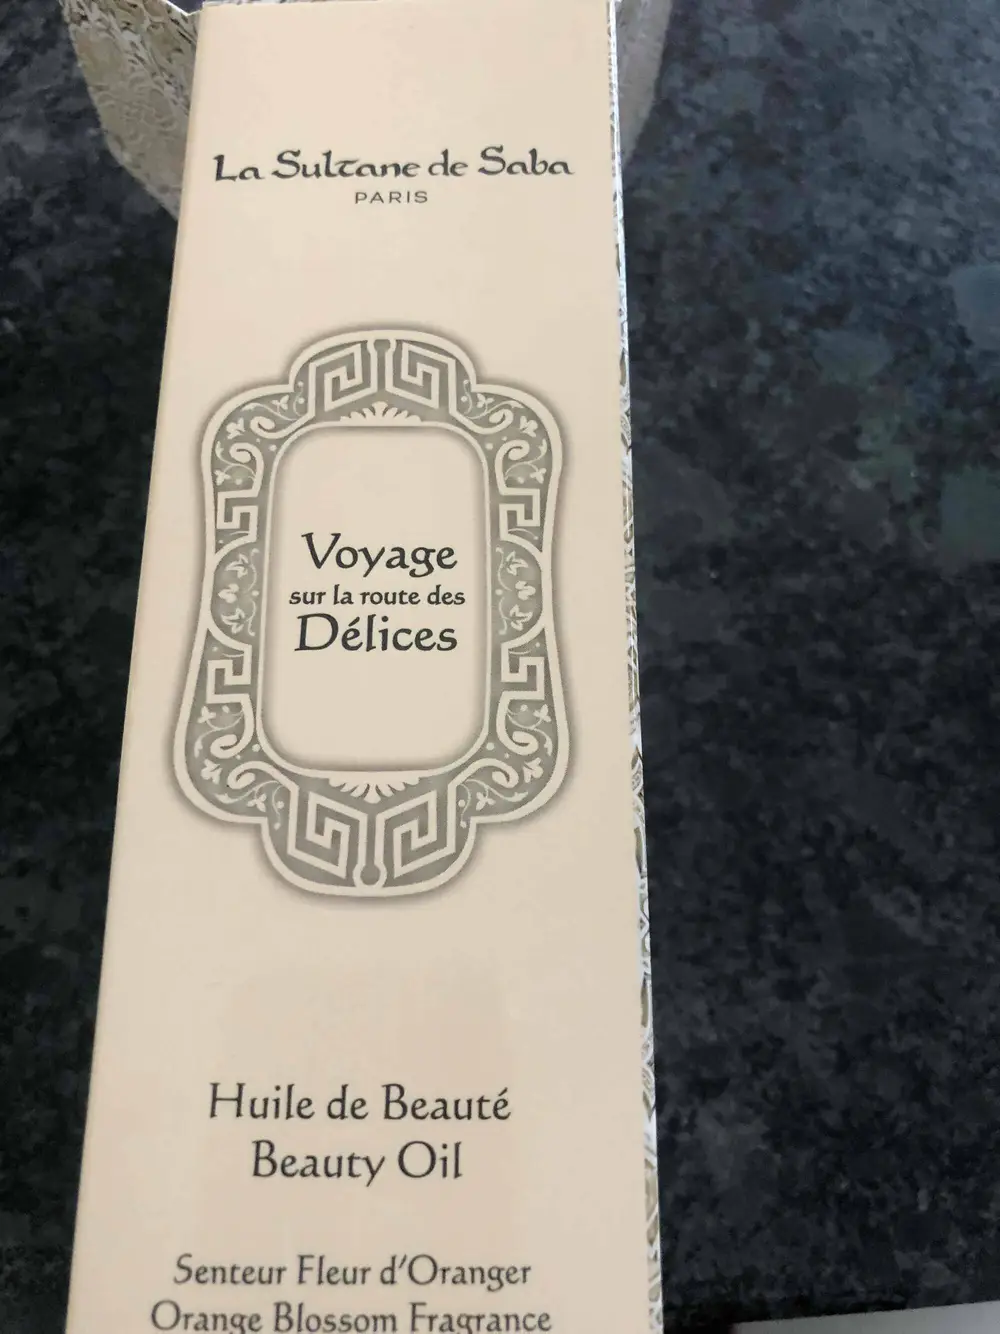 La Sultane de Saba
PARIS
Voyage
sur la route des
Délices
Huile de Beauté
Beauty Oil
Senteur Fleur d'Oranger
Orange Blossom Fragrance